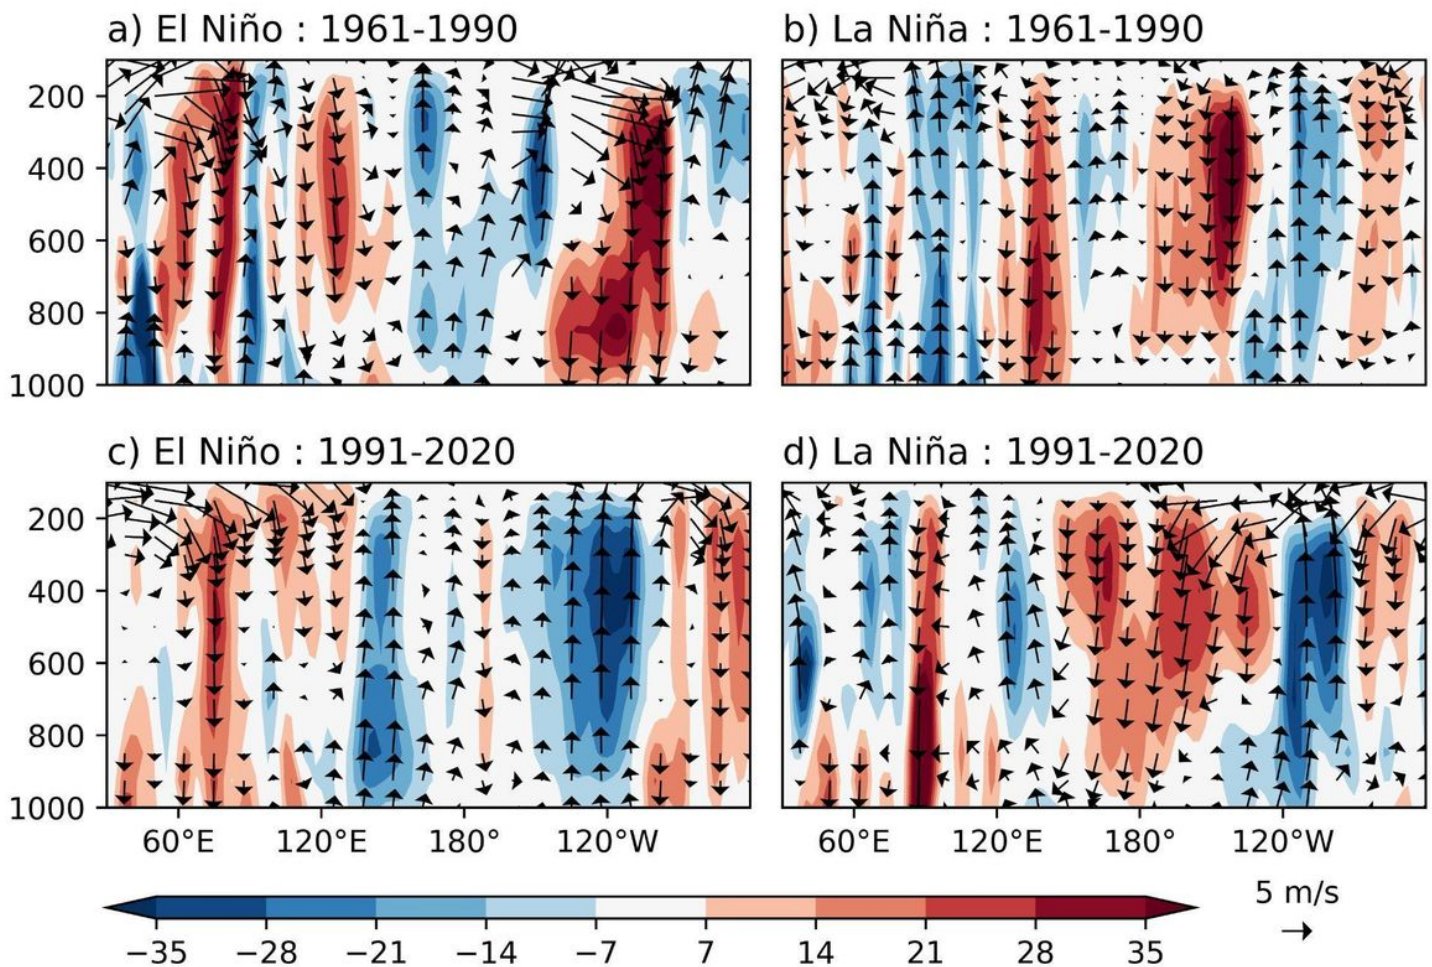 a) El Niño : 1961-1990
b) La Niña : 1961-1990
200
400
600
800
1000
c) El Niño : 1991-2020
d) La Niña : 1991-2020
200
400
600
800
1000
60°E 120°E 180° 120°W
60°E 120°E 180° 120°W
5 m/s
−35 −28 −21 −14 −7 7 14 21 28 35